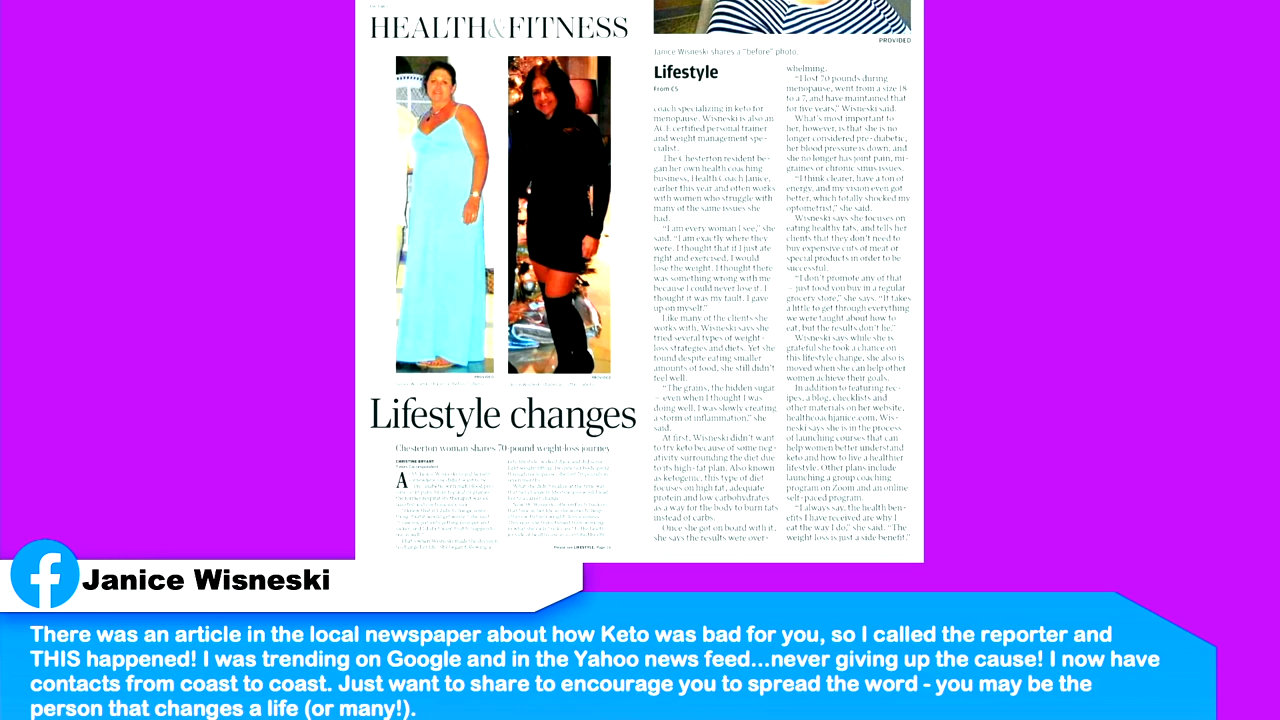 HEALTH&FITNESS
PROVIDED
PROVIDED
Lifestyle changes
Chesterton woman shares 70-pound weight-loss journey
CHRISTINE BRYANT
A
Please see LIFESTYLE, Page
PROVIDED
Janice Wisneski shares a "before" photo.
Lifestyle
From C5
coach specializing in keto for
menopause. Wisneski is also an
ACE certified personal trainer
and weight management spe-
cialist.
The Chesterton resident be-
gan her own health coaching
business, Health Coach Janice,
earlier this year and often works
with women who struggle with
many of the same issues she
had.
"I am every woman I see," she
said. "I am exactly where they
were. I thought that if I just ate
right and exercised, I would
lose the weight. I thought there
was something wrong with me
because I could never lose it. I
thought it was my fault. I gave
up on myself."
Like many of the clients she
works with, Wisneski says she
tried several types of weight-
loss strategies and diets. Yet she
found despite eating smaller
amounts of food, she still didn't
feel well.
"The grains, the hidden sugar
– even when I thought I was
doing well, I was slowly creating
a storm of inflammation," she
said.
At first, Wisneski didn't want
to try keto because of some neg-
ativity surrounding the diet due
to its high-fat plan. Also known
as ketogenic, this type of diet
focuses on high fat, adequate
protein and low carbohydrates
as a way for the body to burn fats
instead of carbs.
Once she got on board with it,
she says the results were over-
whelming.
"I lost 70 pounds during
menopause, went from a size 18
to a 7, and have maintained that
for five years," Wisneski said.
What's most important to
her, however, is that she is no
longer considered pre-diabetic,
her blood pressure is down, and
she no longer has joint pain, mi-
graines or chronic sinus issues.
"I think clearer, have a ton of
energy, and my vision even got
better, which totally shocked my
optometrist," she said.
Wisneski says she focuses on
eating healthy fats, and tells her
clients that they don't need to
buy expensive cuts of meat or
special products in order to be
successful.
"I don't promote any of that
– just food you buy in a regular
grocery store," she says. "It takes
a little to get through everything
we were taught about how to
eat, but the results don't lie."
Wisneski says while she is
grateful she took a chance on
this lifestyle change, she also is
moved when she can help other
women achieve their goals.
In addition to featuring rec-
ipes, a blog, checklists and
other materials on her website,
healthcoachjanice.com, Wis-
neski says she is in the process
of launching courses that can
help women better understand
keto and how to live a healthier
lifestyle. Other plans include
launching a group coaching
program on Zoom and an online
self-paced program.
"I always say, the health ben-
efits I have received are why I
eat the way I do," she said. "The
weight loss is just a side benefit."
Janice Wisneski
There was an article in the local newspaper about how Keto was bad for you, so I called the reporter and
THIS happened! I was trending on Google and in the Yahoo news feed...never giving up the cause! I now have
contacts from coast to coast. Just want to share to encourage you to spread the word - you may be the
person that changes a life (or many!).